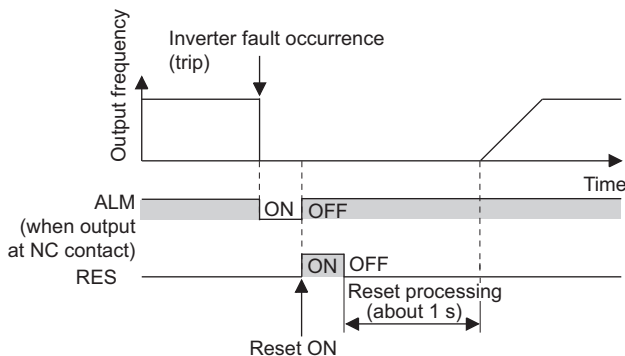 Inverter fault occurrence
(trip)
Output frequency
Time
ALM
(when output
at NC contact)
ON
OFF
RES
ON
OFF
Reset processing
(about 1 s)
Reset ON